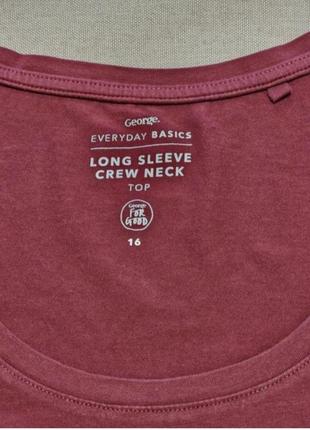 George.
EVERYDAY BASICS
LONG SLEEVE
CREW NECK
TOP
George
FOR
GOOD
16